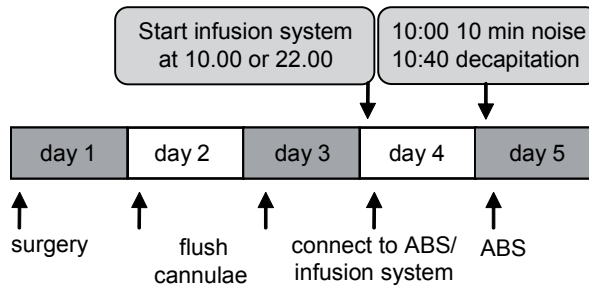 Start infusion system
at 10.00 or 22.00
10:00 10 min noise
10:40 decapitation
day 1
day 2
day 3
day 4
day 5
surgery
flush
cannulae
connect to ABS/
infusion system
ABS